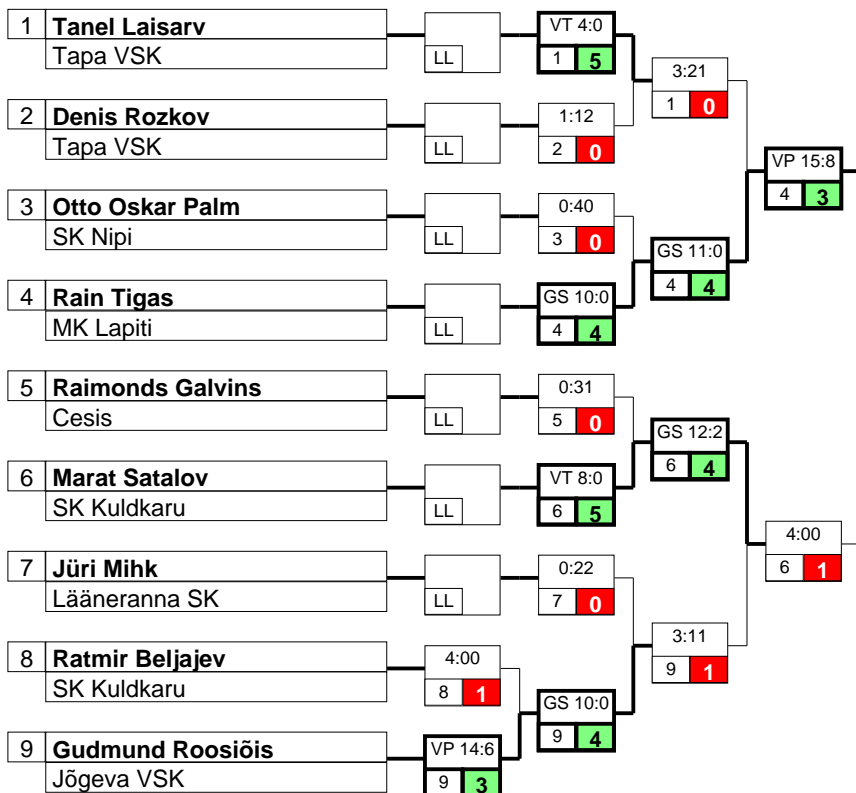 1 Tanel Laisarv
Tapa VSK
LL
VT 4:0
1 5
3:21
1 0
2 Denis Rozkov
Tapa VSK
LL
1:12
2 0
VP 15:8
4 3
3 Otto Oskar Palm
SK Nipi
LL
0:40
3 0
GS 11:0
4 4
4 Rain Tigas
MK Lapiti
LL
GS 10:0
4 4
5 Raimonds Galvins
Cesis
LL
0:31
5 0
GS 12:2
6 4
6 Marat Satalov
SK Kuldkaru
LL
VT 8:0
6 5
4:00
6 1
7 Jüri Mihk
Lääneranna SK
LL
0:22
7 0
3:11
9 1
8 Ratmir Beljajev
SK Kuldkaru
4:00
8 1
GS 10:0
9 4
9 Gudmund Roosiõis
Jõgeva VSK
VP 14:6
9 3